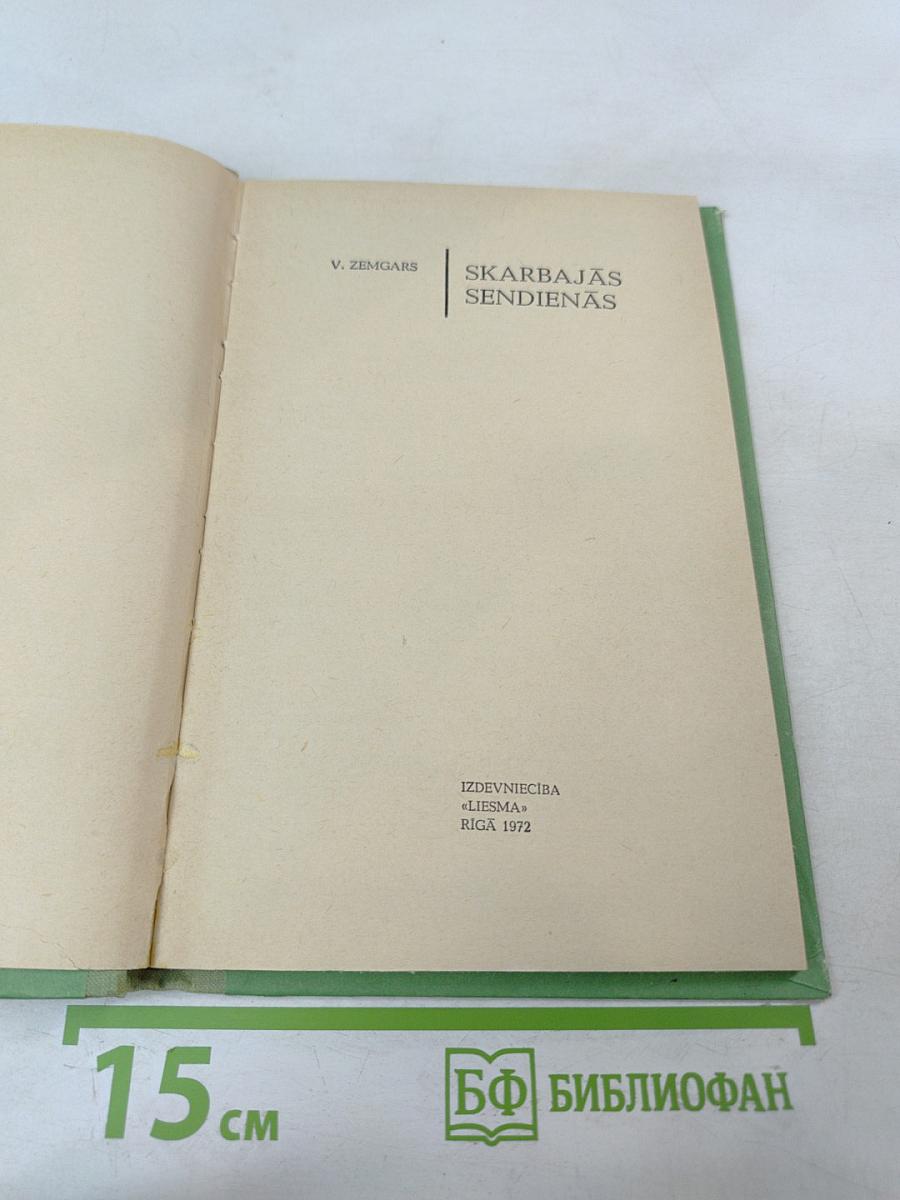 V. ZEMGARS
SKARBAJĀS
SENDIENĀS
IZDEVNIECĪBA
«LIESMA»
RĪGĀ 1972
15 см
БФ БИБЛИОФАН